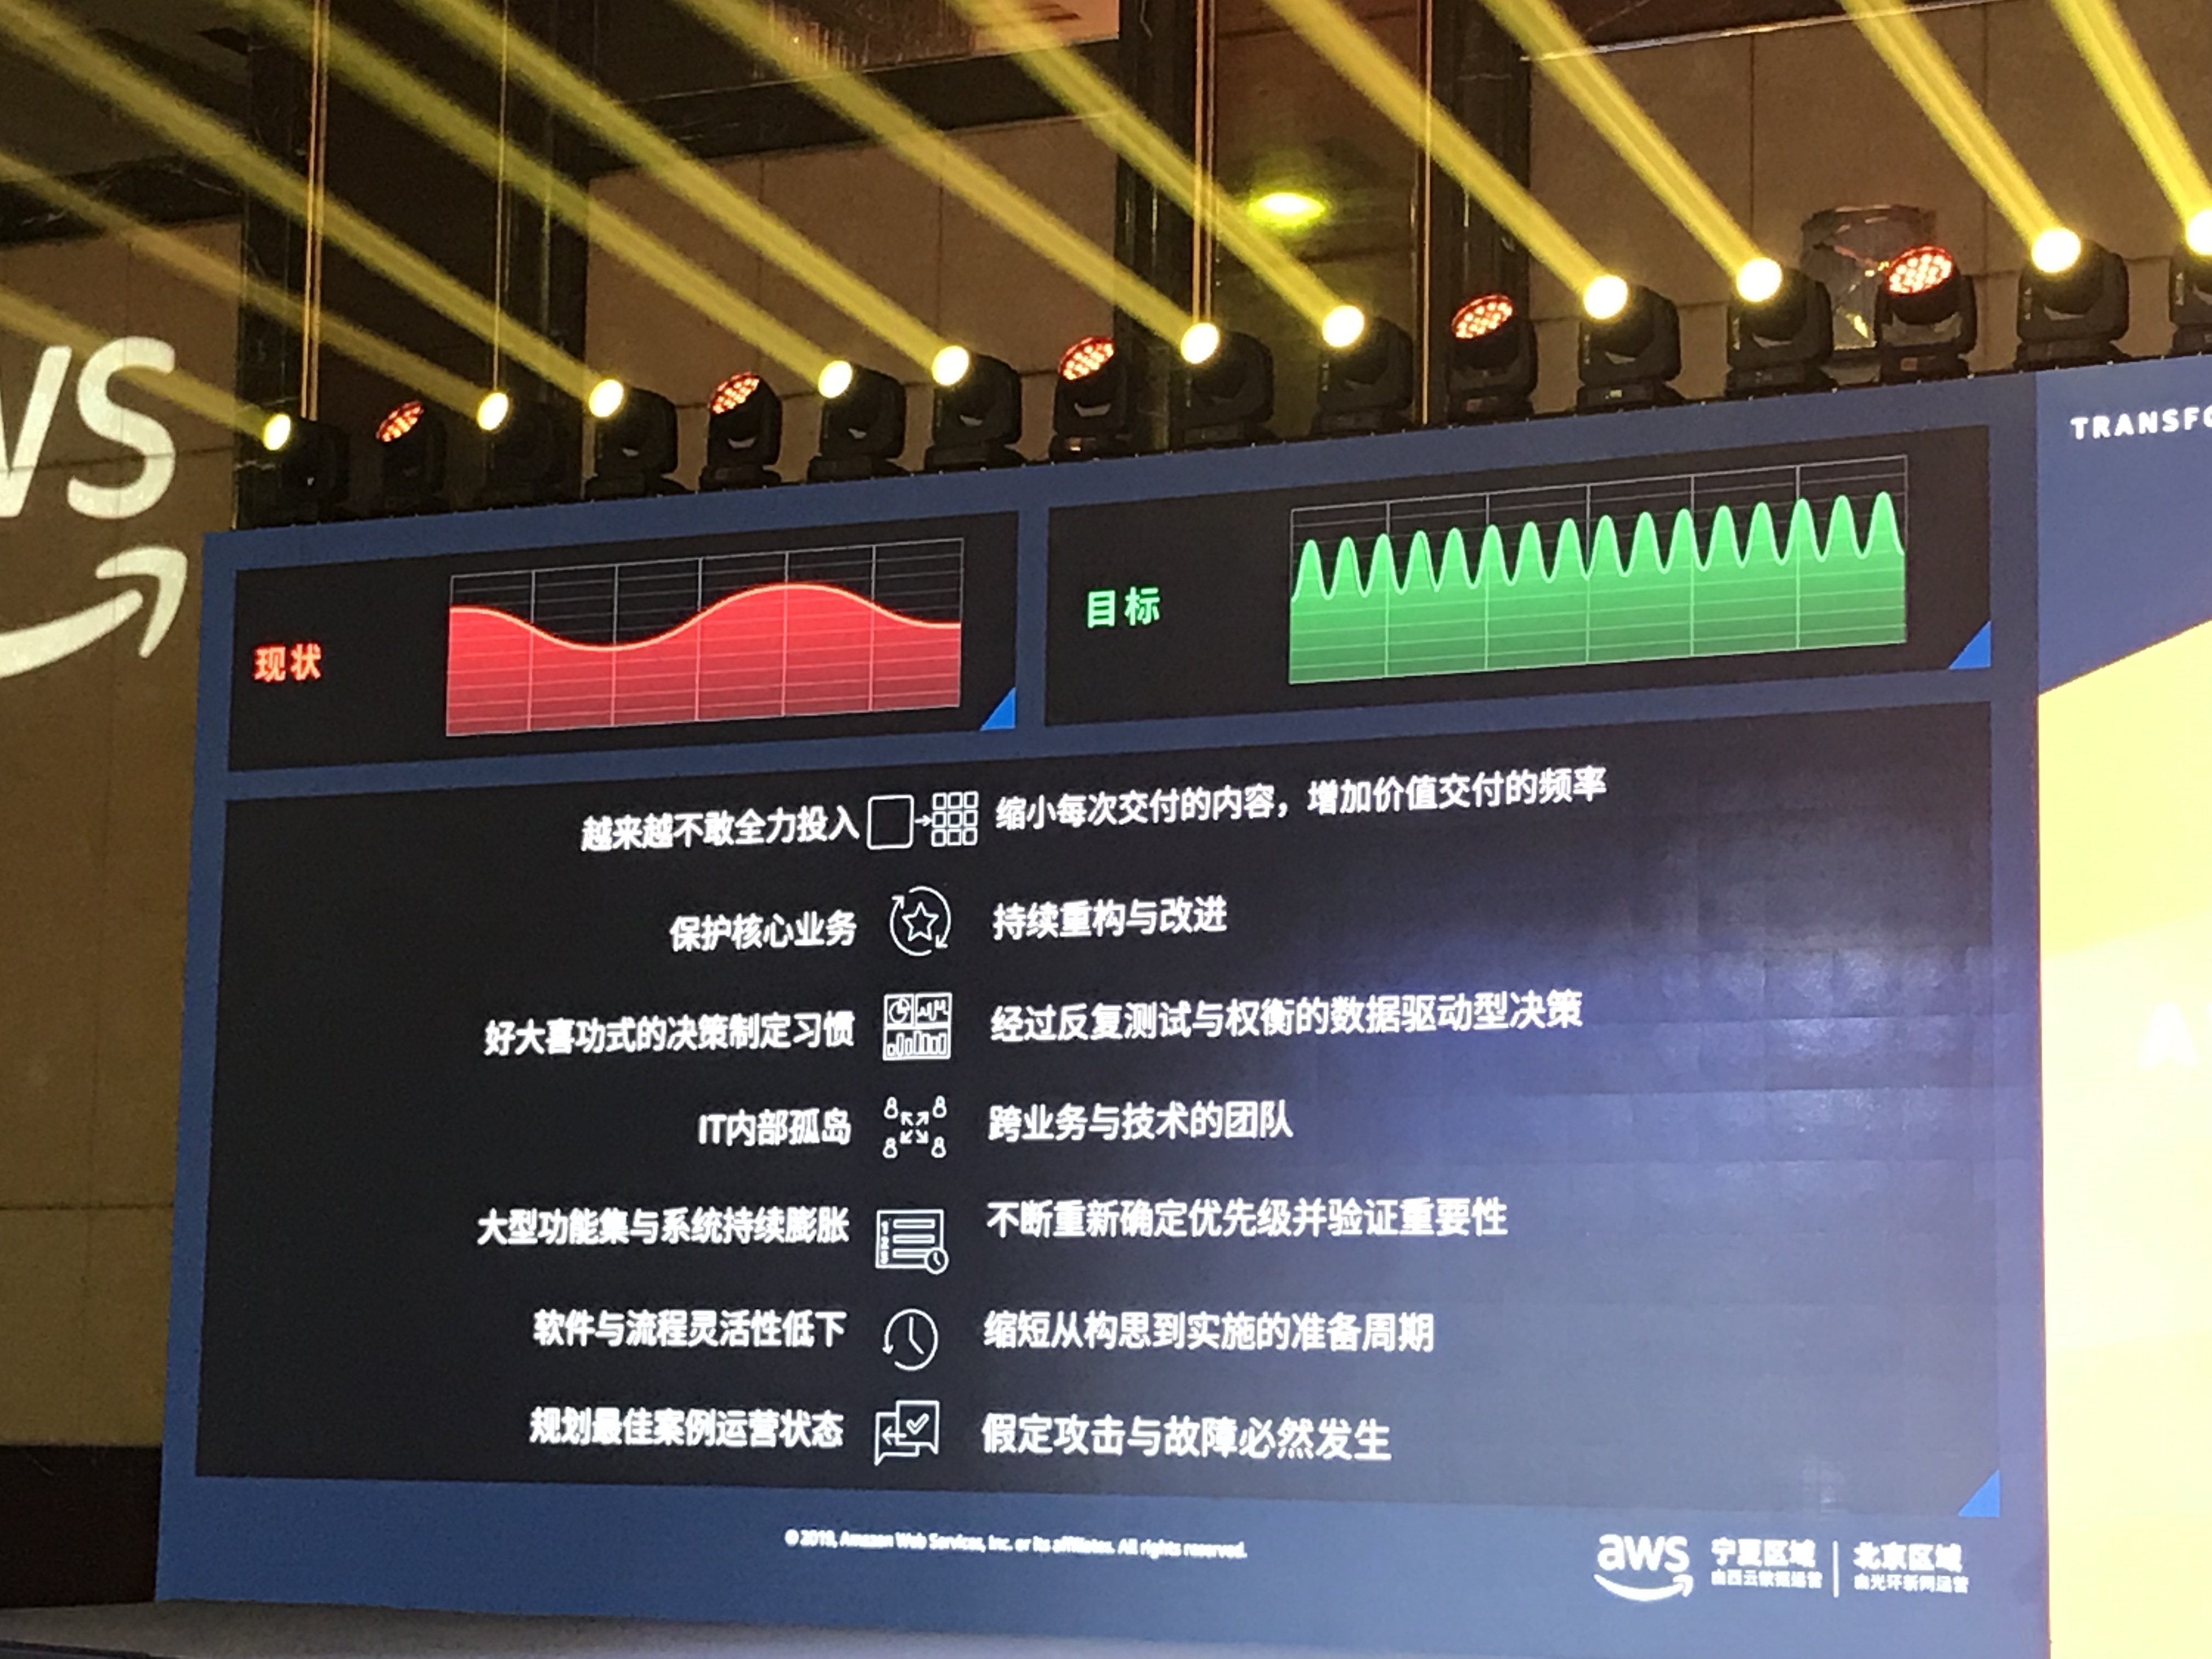 WS
TRANSFO
现状
目标
越来越不敢全力投入
缩小每次交付的内容，增加价值交付的频率
保护核心业务
持续重构与改进
好大喜功式的决策制定习惯
经过反复测试与权衡的数据驱动型决策
IT内部孤岛
跨业务与技术的团队
大型功能集与系统持续膨胀
1
2
3
不断重新确定优先级并验证重要性
软件与流程灵活性低下
缩短从构思到实施的准备周期
规划最佳案例运营状态
假定攻击与故障必然发生
© 2019, Amazon Web Services, Inc. or its affiliates. All rights reserved.
aws
宁夏区域
由西云数据运营
北京区域
由光环新网运营
A